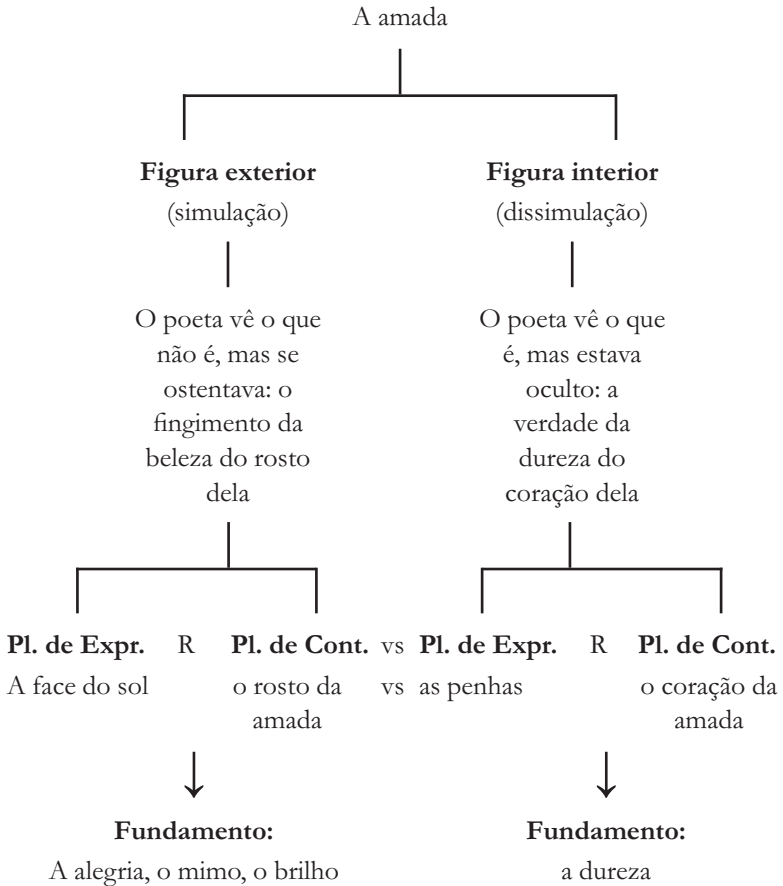 A amada
Figura exterior
(simulação)
O poeta vê o que
não é, mas se
ostentava: o
fingimento da
beleza do rosto
dela
Figura interior
(dissimulação)
O poeta vê o que
é, mas estava
oculto: a
verdade da
dureza do
coração dela
Pl. de Expr. R Pl. de Cont. vs Pl. de Expr. R Pl. de Cont.
A face do sol o rosto da vs as penhas o coração da
amada amada
Fundamento:
A alegria, o mimo, o brilho
Fundamento:
a dureza